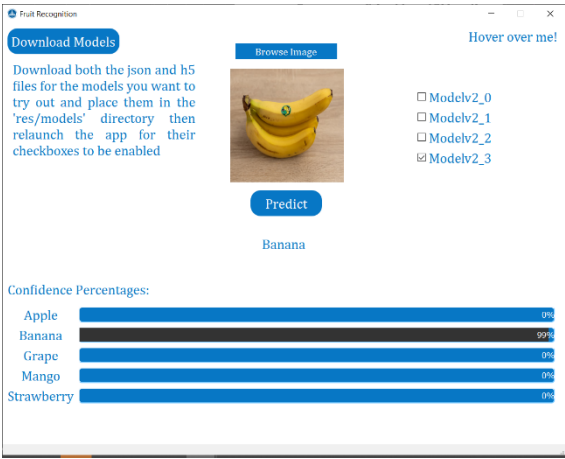 Fruit Recognition
Download Models
Hover over me!
Browse Image
Download both the json and h5
files for the models you want to
try out and place them in the
'res/models' directory then
relaunch the app for their
checkboxes to be enabled
Modelv2_0
Modelv2_1
Modelv2_2
Modelv2_3
Predict
Banana
Confidence Percentages:
Apple 0%
Banana 99%
Grape 0%
Mango 0%
Strawberry 0%